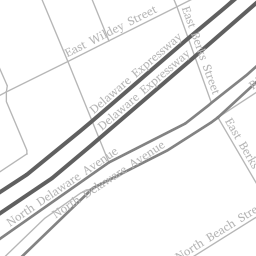 East Wildey Street
East Berks Street
Delaware Expressway
Delaware Expressway
East Berks
North Delaware Avenue
North Delaware Avenue
North Beach Street